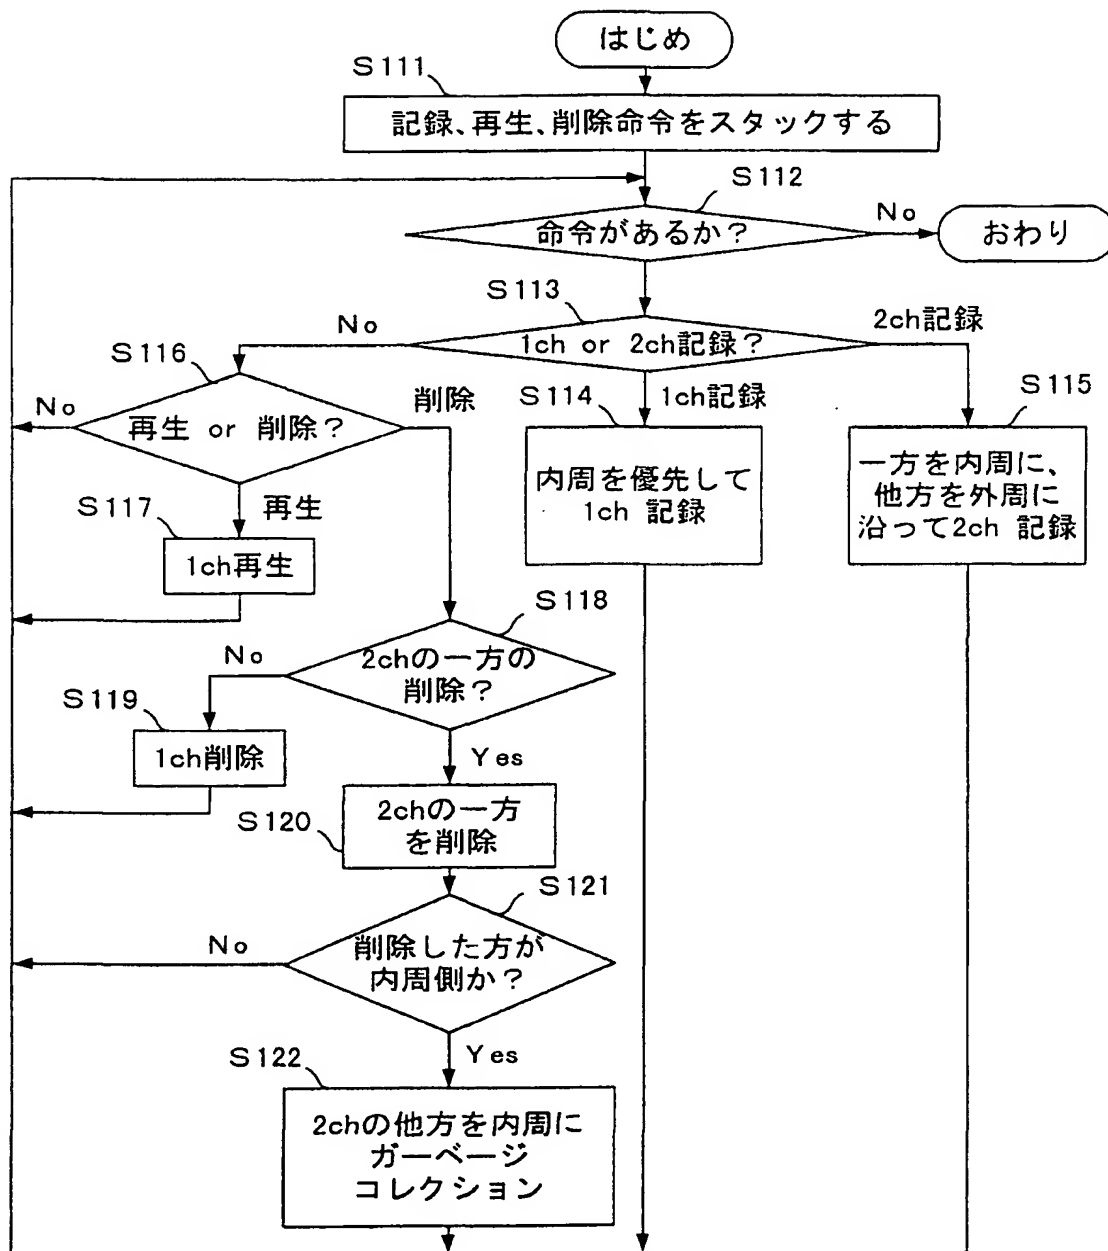 はじめ
S111
記録、再生、削除命令をスタックする
S112
命令があるか?
No
おわり
S113
1ch or 2ch記録?
No
2ch記録
S116
再生 or 削除?
No
削除
S114
1ch記録
S115
内周を優先して
1ch 記録
一方を内周に、
他方を外周に
沿って2ch 記録
S117
再生
1ch再生
S118
2chの一方の
削除?
No
S119
1ch削除
Yes
S120
2chの一方
を削除
S121
削除した方が
内周側か?
No
Yes
S122
2chの他方を内周に
ガーベージ
コレクション